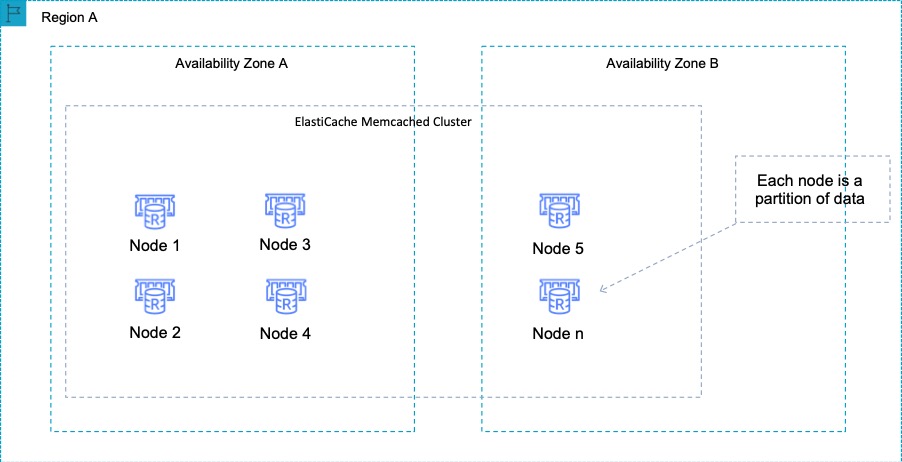 Region A
Availability Zone A
Availability Zone B
ElastiCache Memcached Cluster
Each node is a
partition of data
R
R
R
Node 1
Node 3
Node 5
R
R
R
Node 2
Node 4
Node n